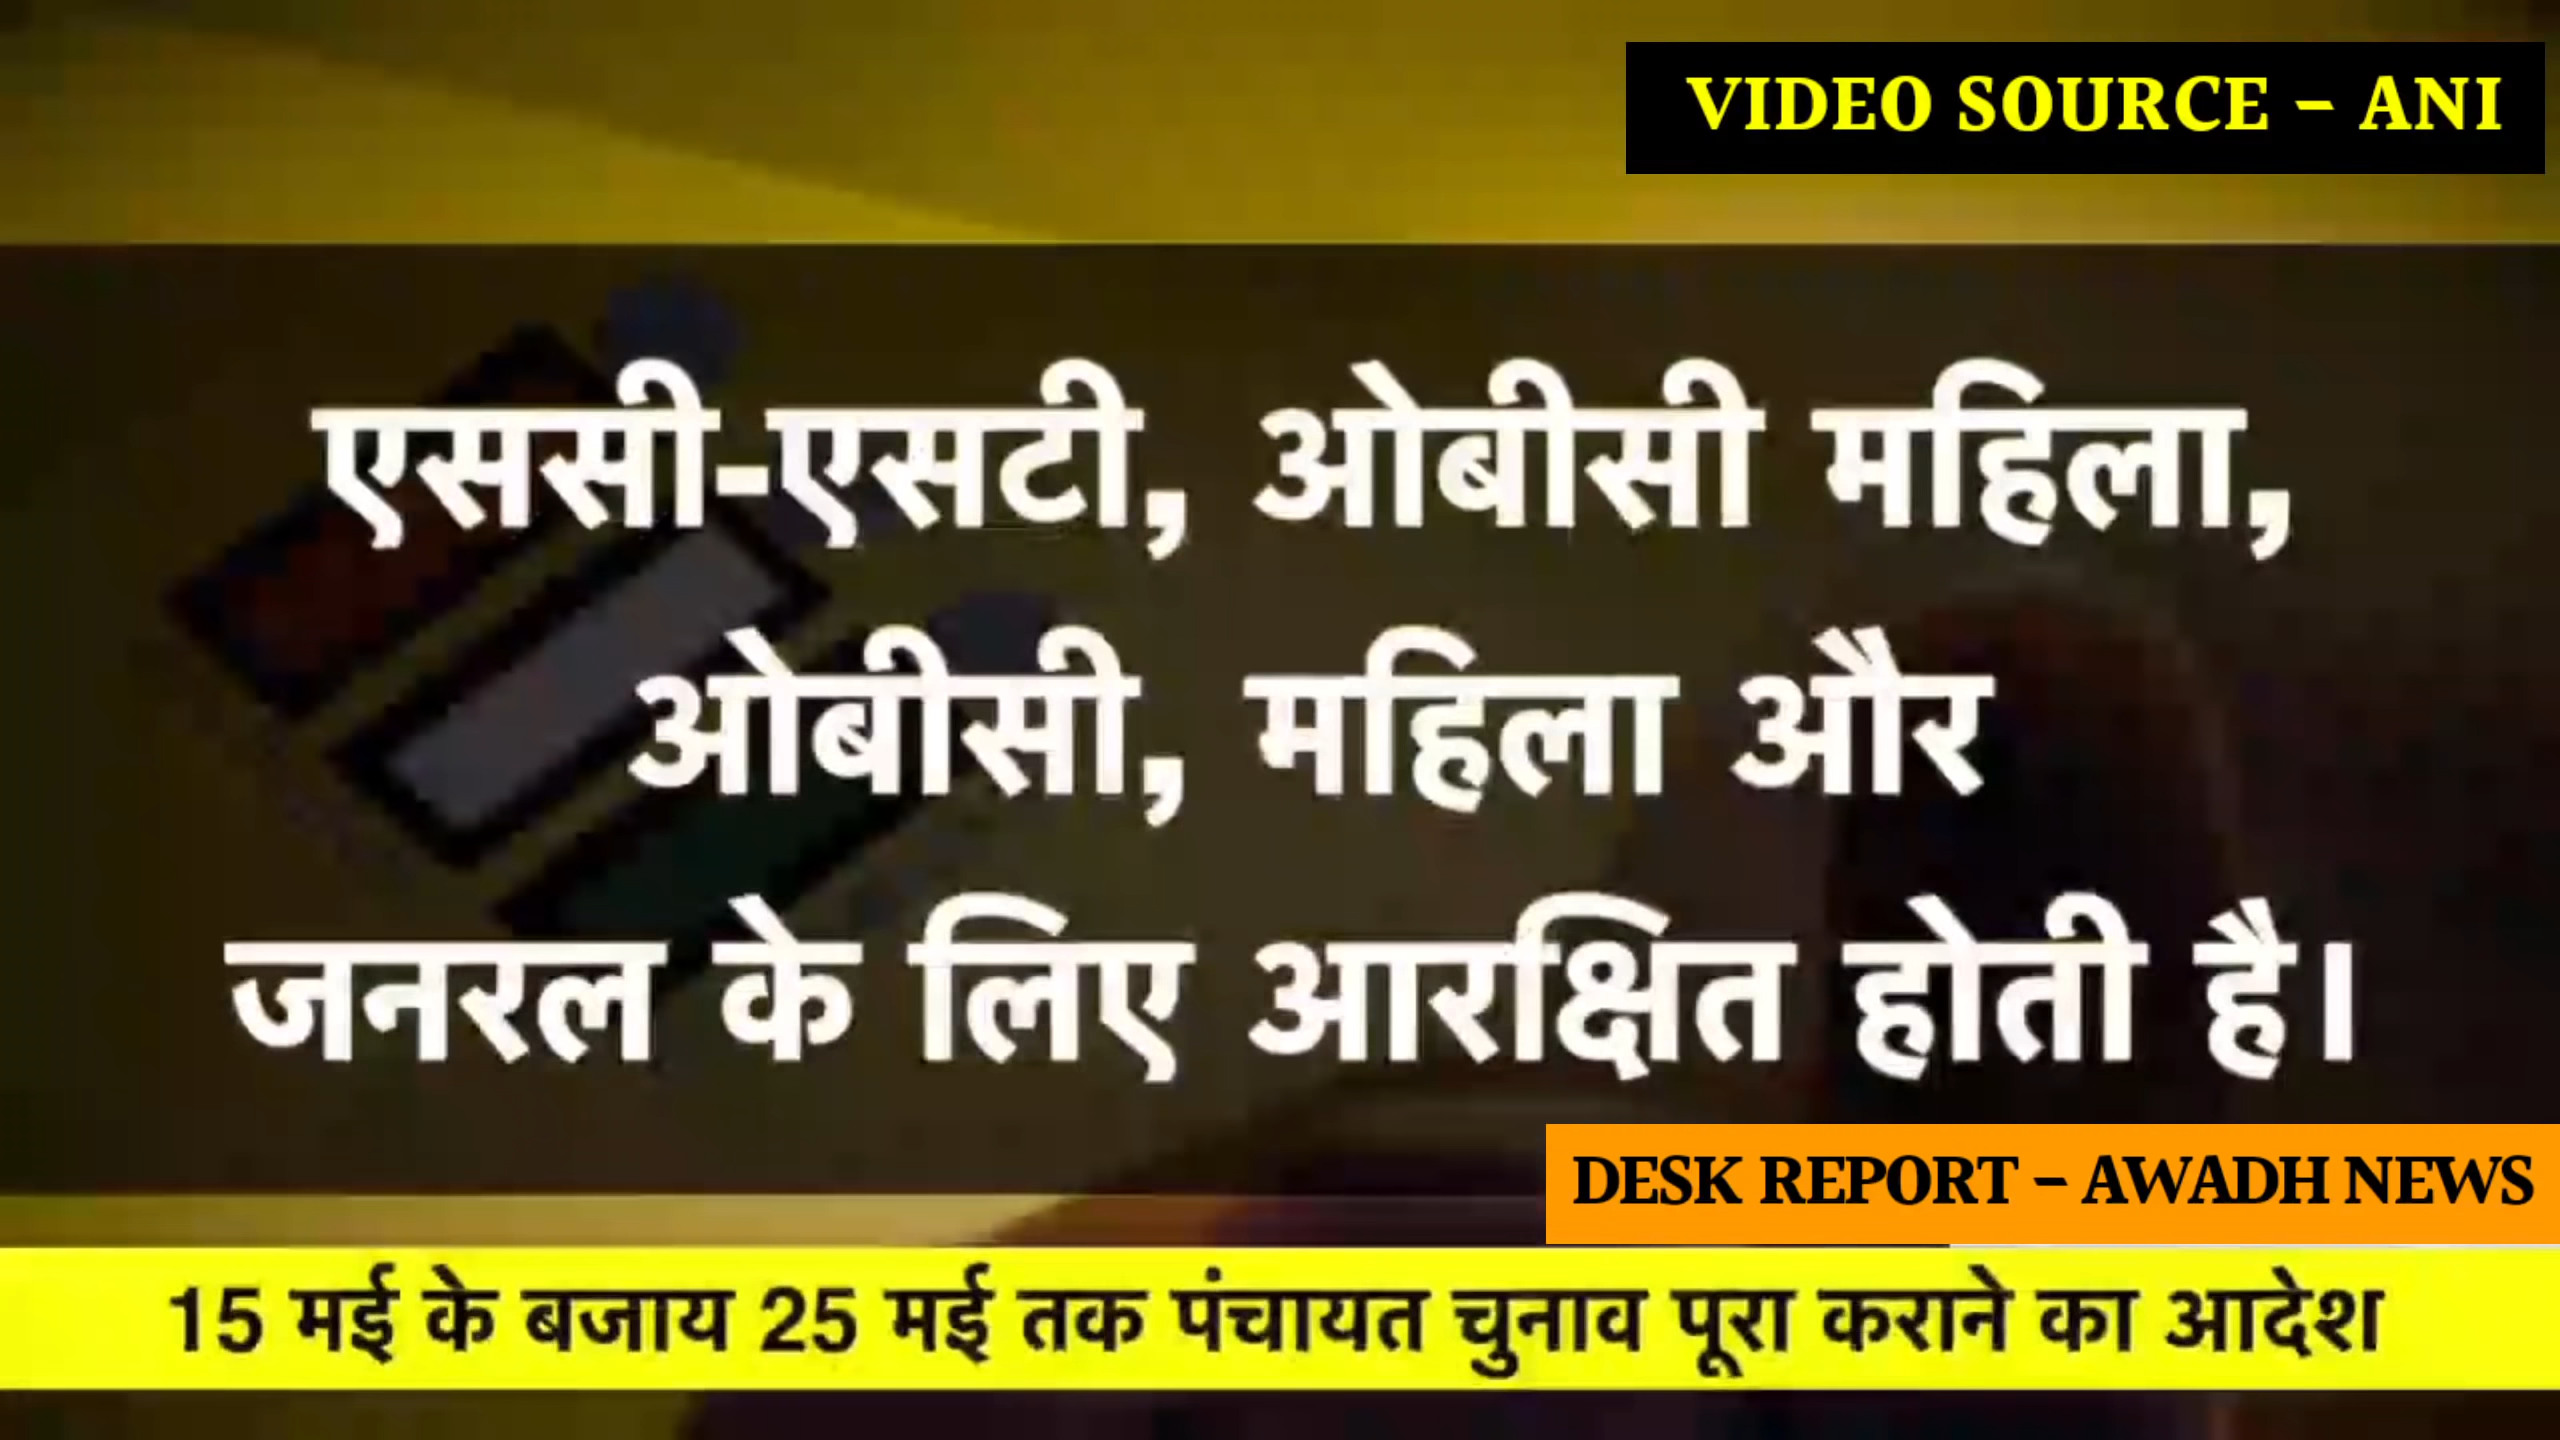 VIDEO SOURCE – ANI
एससी-एसटी, ओबीसी महिला,
ओबीसी, महिला और
जनरल के लिए आरक्षित होती है।
DESK REPORT – AWADH NEWS
15 मई के बजाय 25 मई तक पंचायत चुनाव पूरा कराने का आदेश